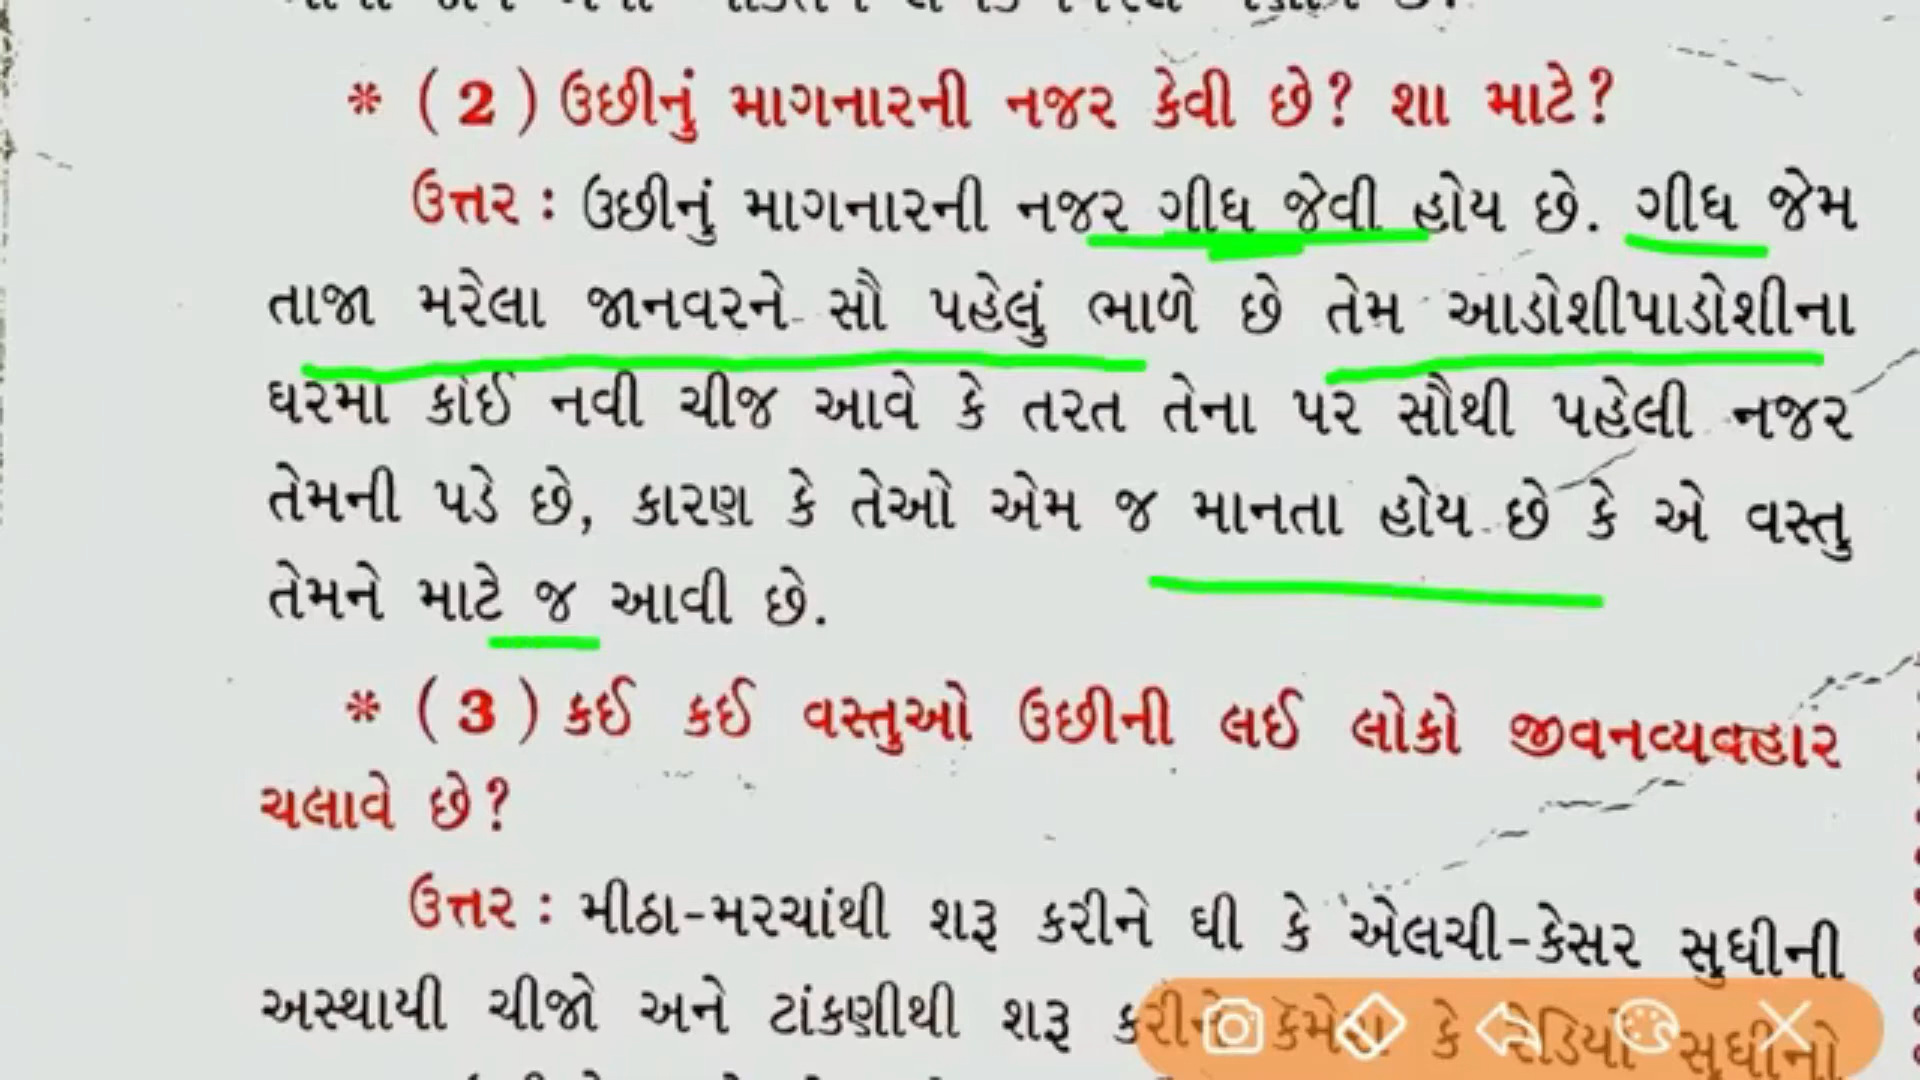 * (2) ઉછીનું માગનારની નજર કેવી છે? શા માટે?
ઉત્તર : ઉછીનું માગનારની નજર ગીધ જેવી હોય છે. ગીધ જેમ
તાજા મરેલા જાનવરને સૌ પહેલું ભાળે છે તેમ આડોશીપાડોશીના
ઘરમાં કાંઈ નવી ચીજ આવે કે તરત તેના પર સૌથી પહેલી નજર
તેમની પડે છે, કારણ કે તેઓ એમ જ માનતા હોય છે કે એ વસ્તુ
તેમને માટે જ આવી છે.
* (3) કઈ કઈ વસ્તુઓ ઉછીની લઈ લોકો જીવનવ્યવહાર
ચલાવે છે?
ઉત્તર : મીઠા-મરચાંથી શરૂ કરીને ઘી કે એલચી-કેસર સુધીની
અસ્થાયી ચીજો અને ટાંકણીથી શરૂ કરીને કૅમેરા કે રેડિયો સુધીનો